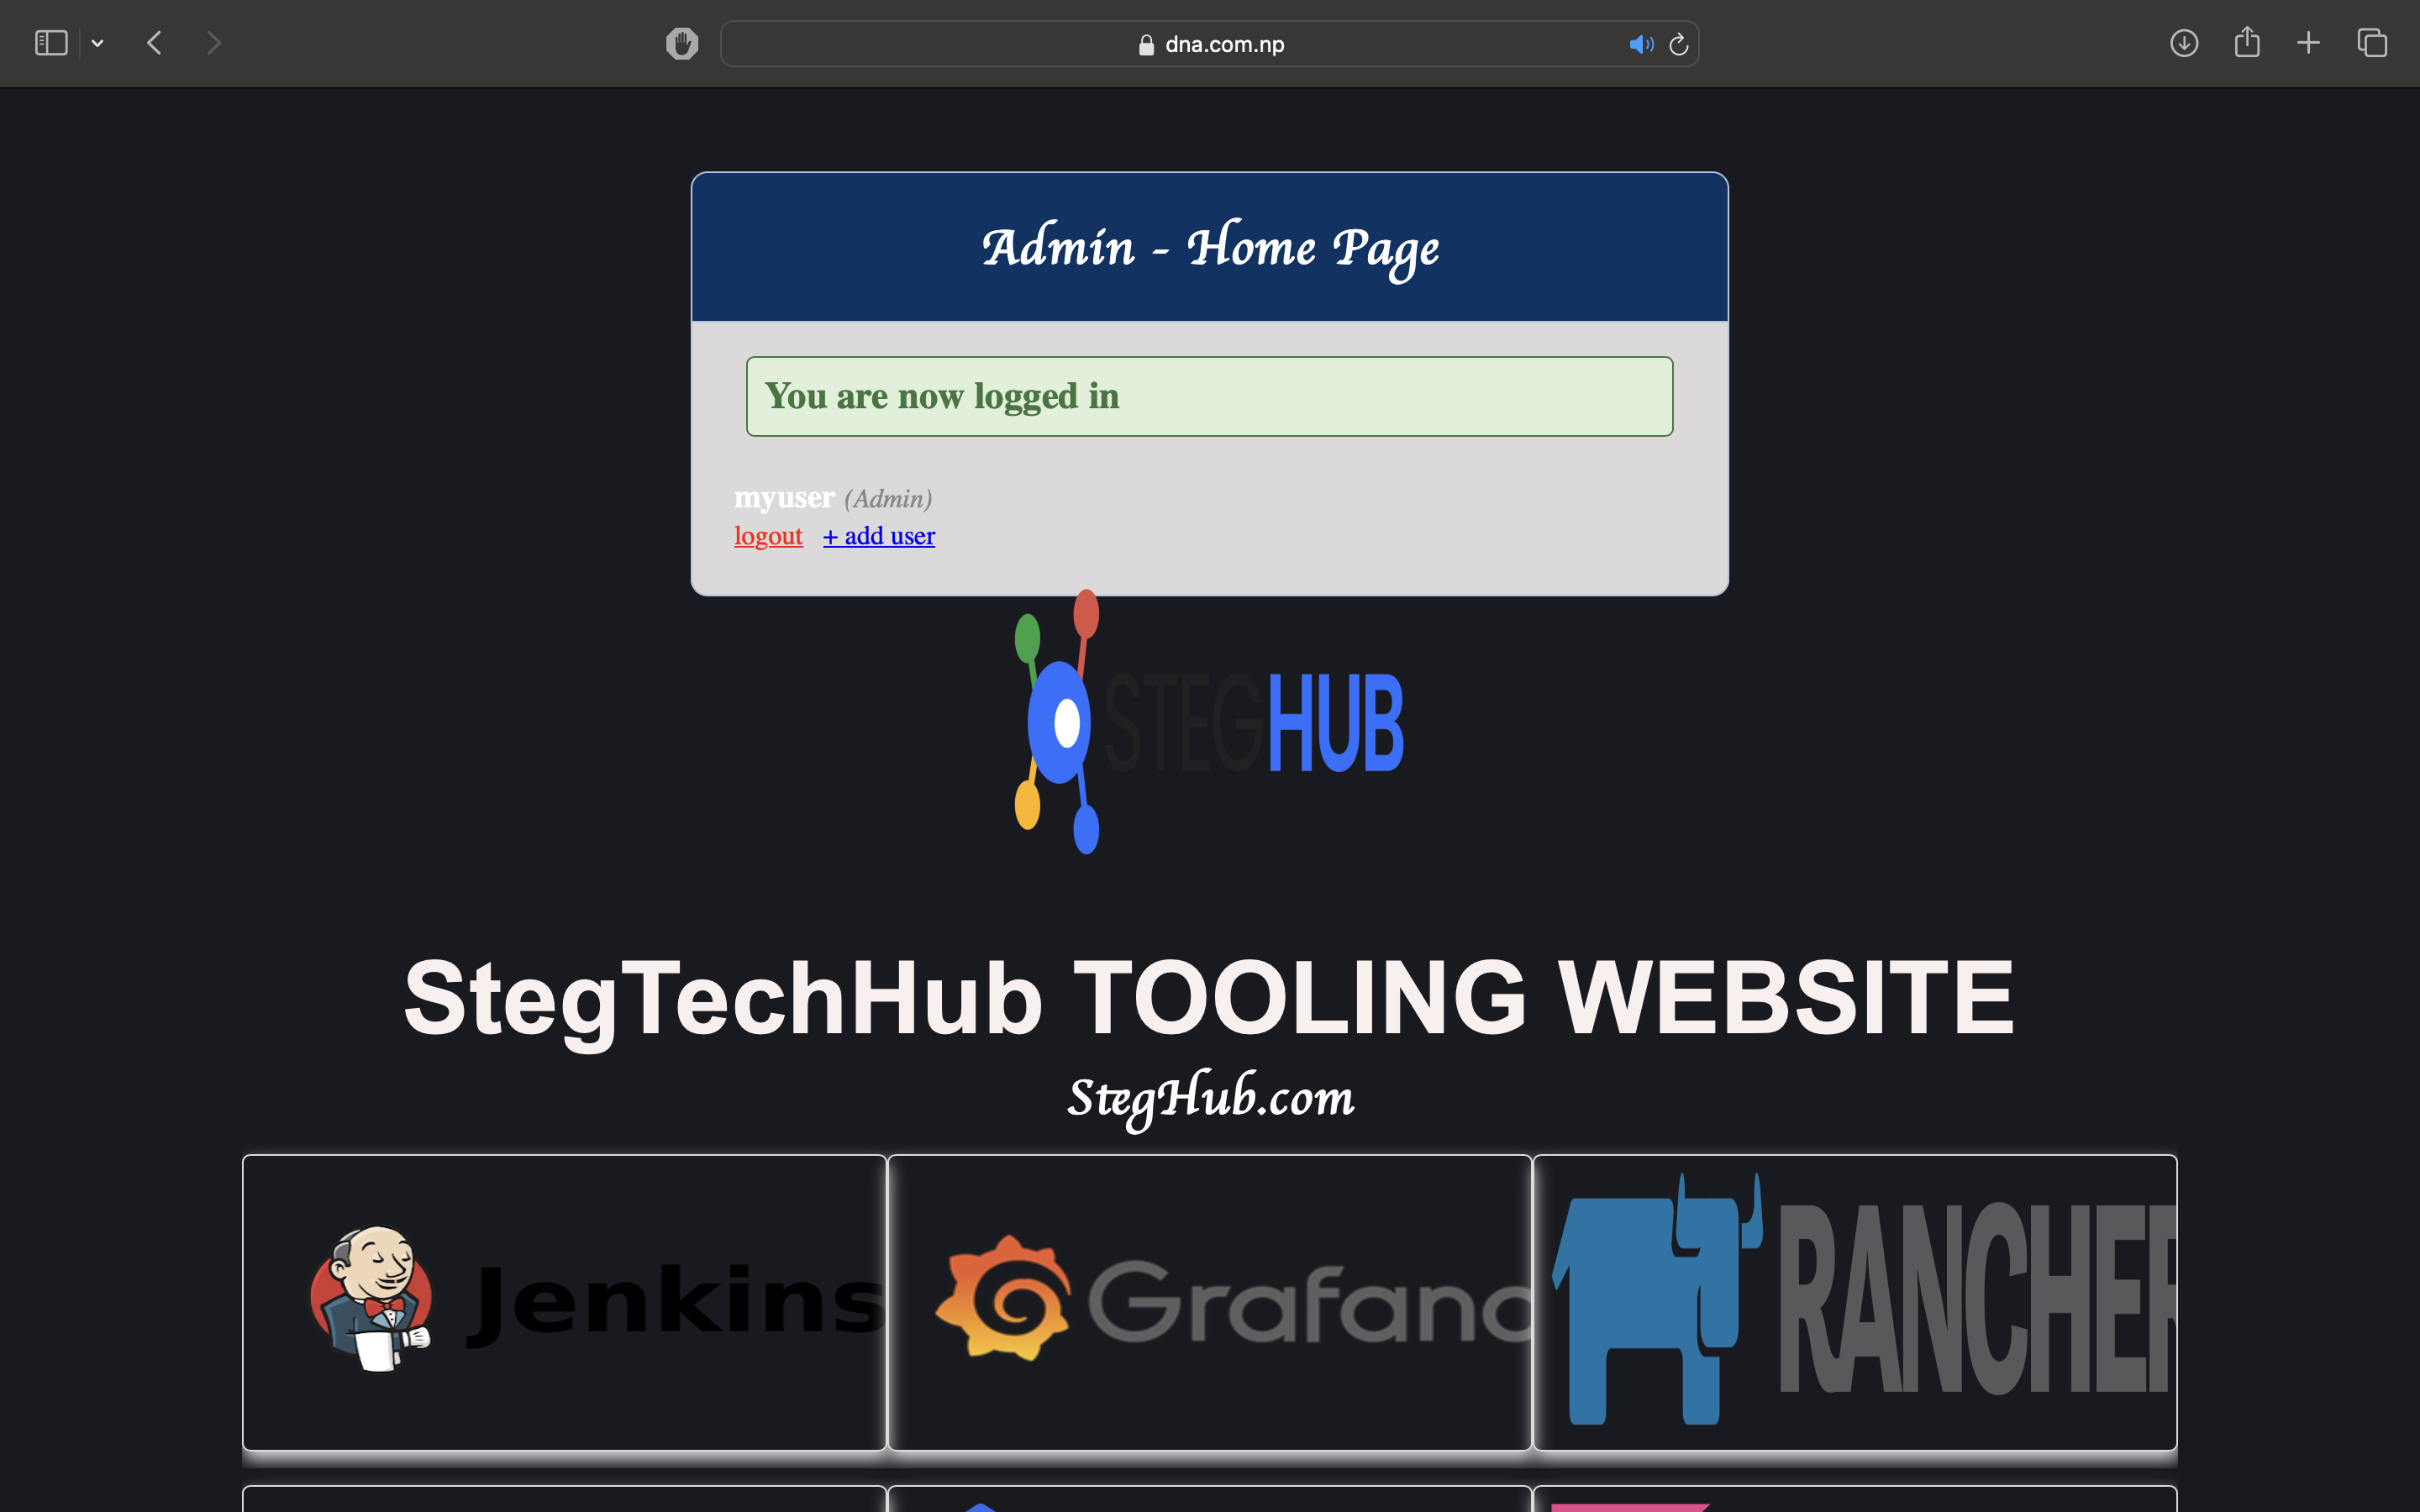 dna.com.np
Admin - Home Page
You are now logged in
myuser (Admin)
logout + add user
STEGHUB
StegTechHub TOOLING WEBSITE
StegHub.com
Jenkins
Grafana
RANCHER